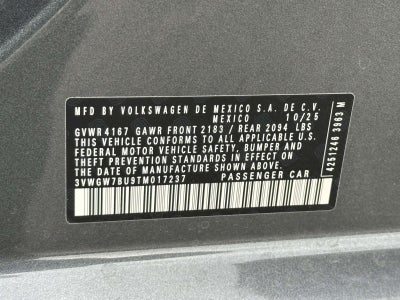 MFD BY VOLKSWAGEN DE MEXICO S.A. DE C.V.
MEXICO 10/25
GVWR 4167 GAWR FRONT 2183 / REAR 2094 LBS
THIS VEHICLE CONFORMS TO ALL APPLICABLE U.S.
FEDERAL MOTOR VEHICLE SAFETY, BUMPER, AND
THEFT PREVENTION STANDARDS IN EFFECT ON THE
DATE OF MANUFACTURE SHOWN ABOVE.
3VWGW7BU9TM017237 PASSENGER CAR
4251246 3963 M